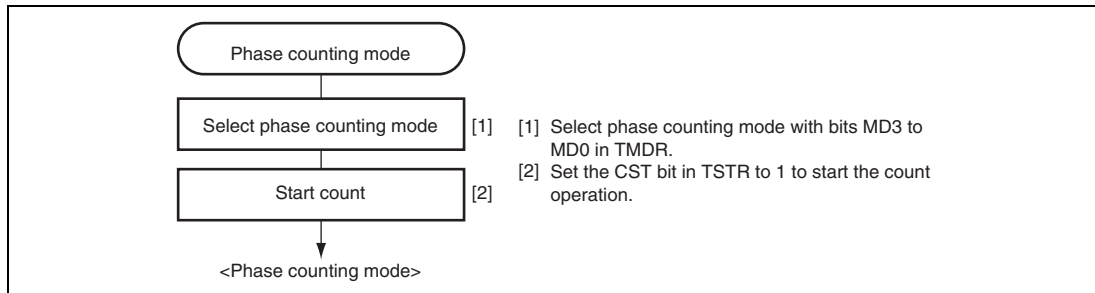 Phase counting mode
Select phase counting mode [1]
Start count [2]
<Phase counting mode>
[1] Select phase counting mode with bits MD3 to
MD0 in TMDR.
[2] Set the CST bit in TSTR to 1 to start the count
operation.